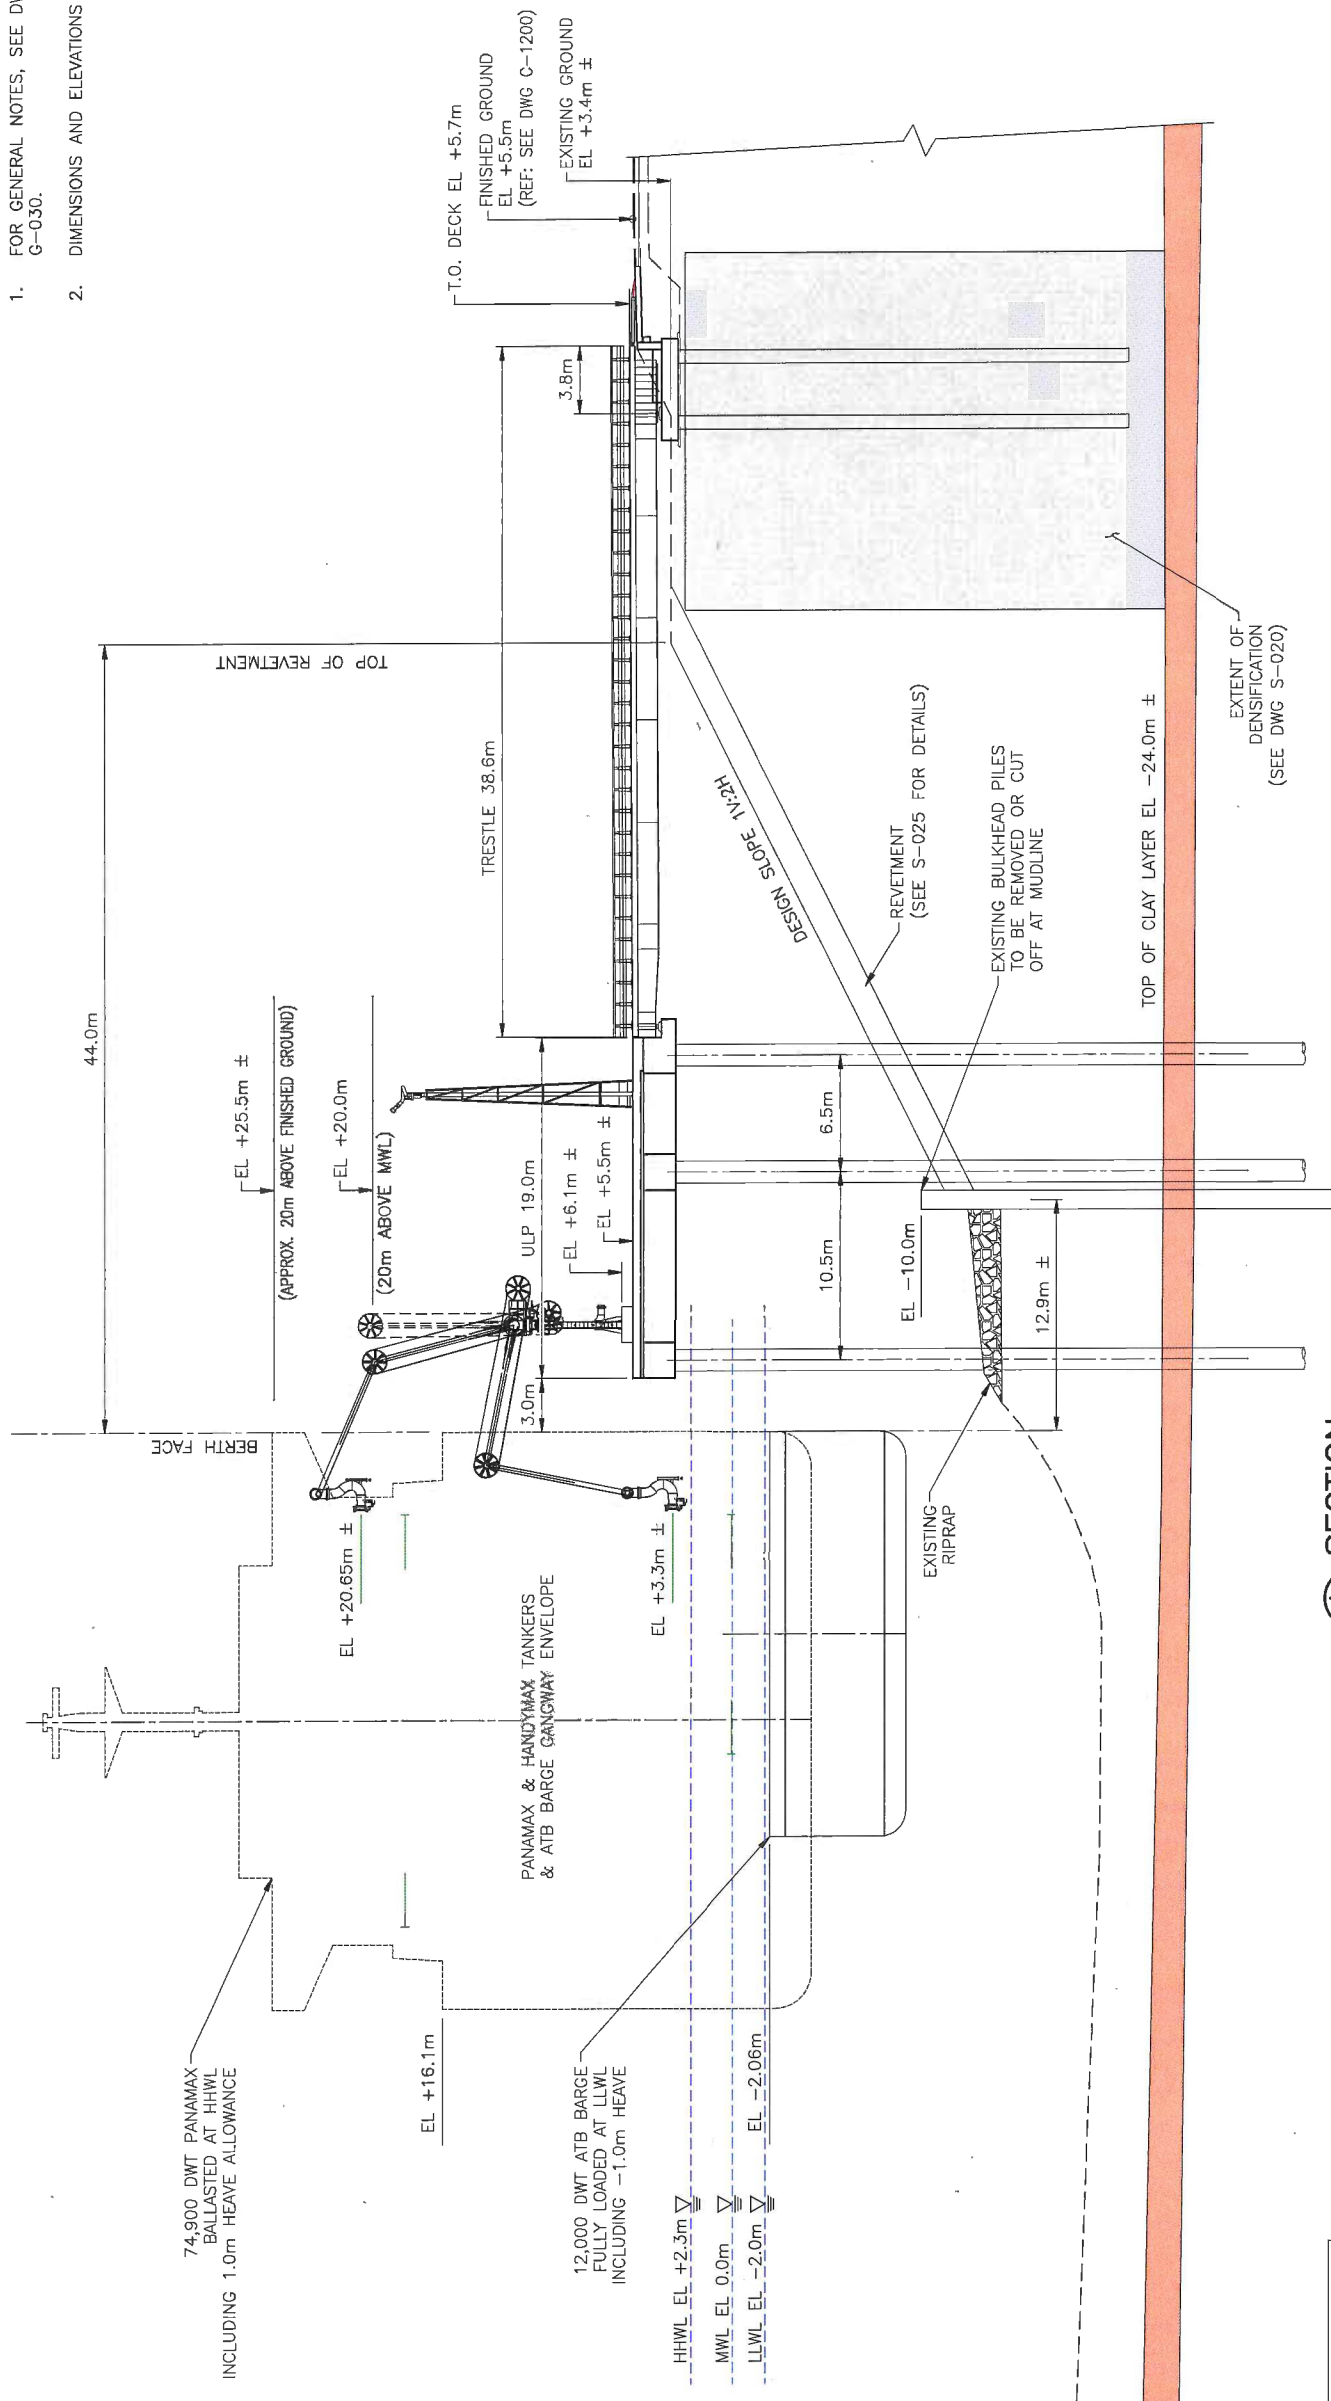 1. FOR GENERAL NOTES, SEE
G-030.
2. DIMENSIONS AND ELEVATIONS
44.0m
BERTH FACE
TOP OF REVETMENT
74,900 DWT PANAMAX
BALLASTED AT HHWL
INCLUDING 1.0m HEAVE ALLOWANCE
EL +25.5m ±
(APPROX. 20m ABOVE FINISHED GROUND)
EL +20.0m
(20m ABOVE MWL)
EL +20.65m ±
EL +16.1m
TRESTLE 38.6m
3.8m
T.O. DECK EL +5.7m
FINISHED GROUND
EL +5.5m
(REF: SEE DWG C-1200)
EXISTING GROUND
EL +3.4m ±
PANAMAX & HANDYMAX TANKERS
& ATB BARGE GANGWAY ENVELOPE
3.0m
ULP 19.0m
EL +6.1m ±
EL +5.5m ±
EL +3.3m ±
12,000 DWT ATB BARGE
FULLY LOADED AT LLWL
INCLUDING -1.0m HEAVE
HHWL EL +2.3m
MWL EL 0.0m
LLWL EL -2.0m
EL -2.06m
10.5m
6.5m
DESIGN SLOPE 1V:2H
REVETMENT
(SEE S-025 FOR DETAILS)
EL -10.0m
EXISTING BULKHEAD PILES
TO BE REMOVED OR CUT
OFF AT MUDLINE
EXISTING
RIPRAP
12.9m ±
TOP OF CLAY LAYER EL -24.0m ±
EXTENT OF
DENSIFICATION
(SEE DWG S-020)
SECTION